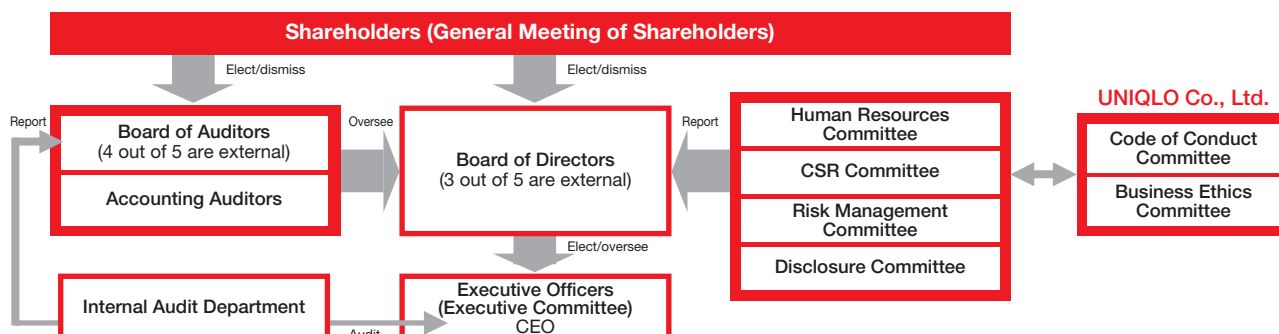 Shareholders (General Meeting of Shareholders)
Elect/dismiss
Elect/dismiss
Report
Board of Auditors
(4 out of 5 are external)
Accounting Auditors
Oversee
Board of Directors
(3 out of 5 are external)
Report
Human Resources
Committee
CSR Committee
Risk Management
Committee
Disclosure Committee
UNIQLO Co., Ltd.
Code of Conduct
Committee
Business Ethics
Committee
Elect/oversee
Internal Audit Department
Audit
Executive Officers
(Executive Committee)
CEO